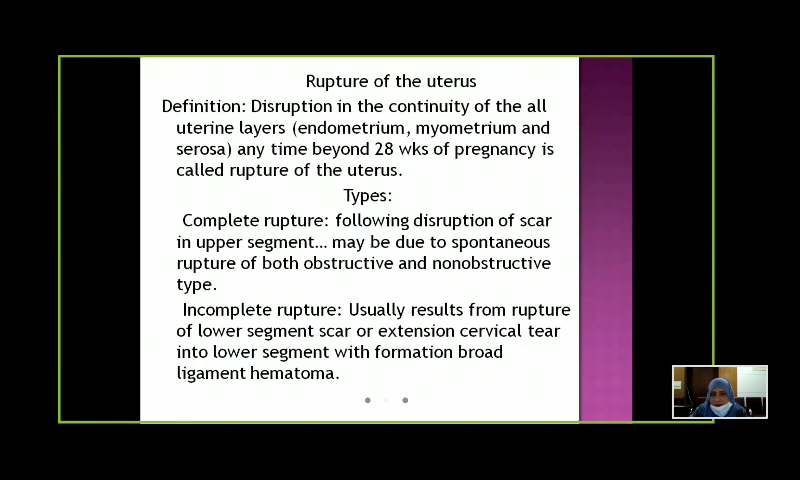 Rupture of the uterus
Definition: Disruption in the continuity of the all
uterine layers (endometrium, myometrium and
serosa) any time beyond 28 wks of pregnancy is
called rupture of the uterus.
Types:
Complete rupture: following disruption of scar
in upper segment... may be due to spontaneous
rupture of both obstructive and nonobstructive
type.
Incomplete rupture: Usually results from rupture
of lower segment scar or extension cervical tear
into lower segment with formation broad
ligament hematoma.